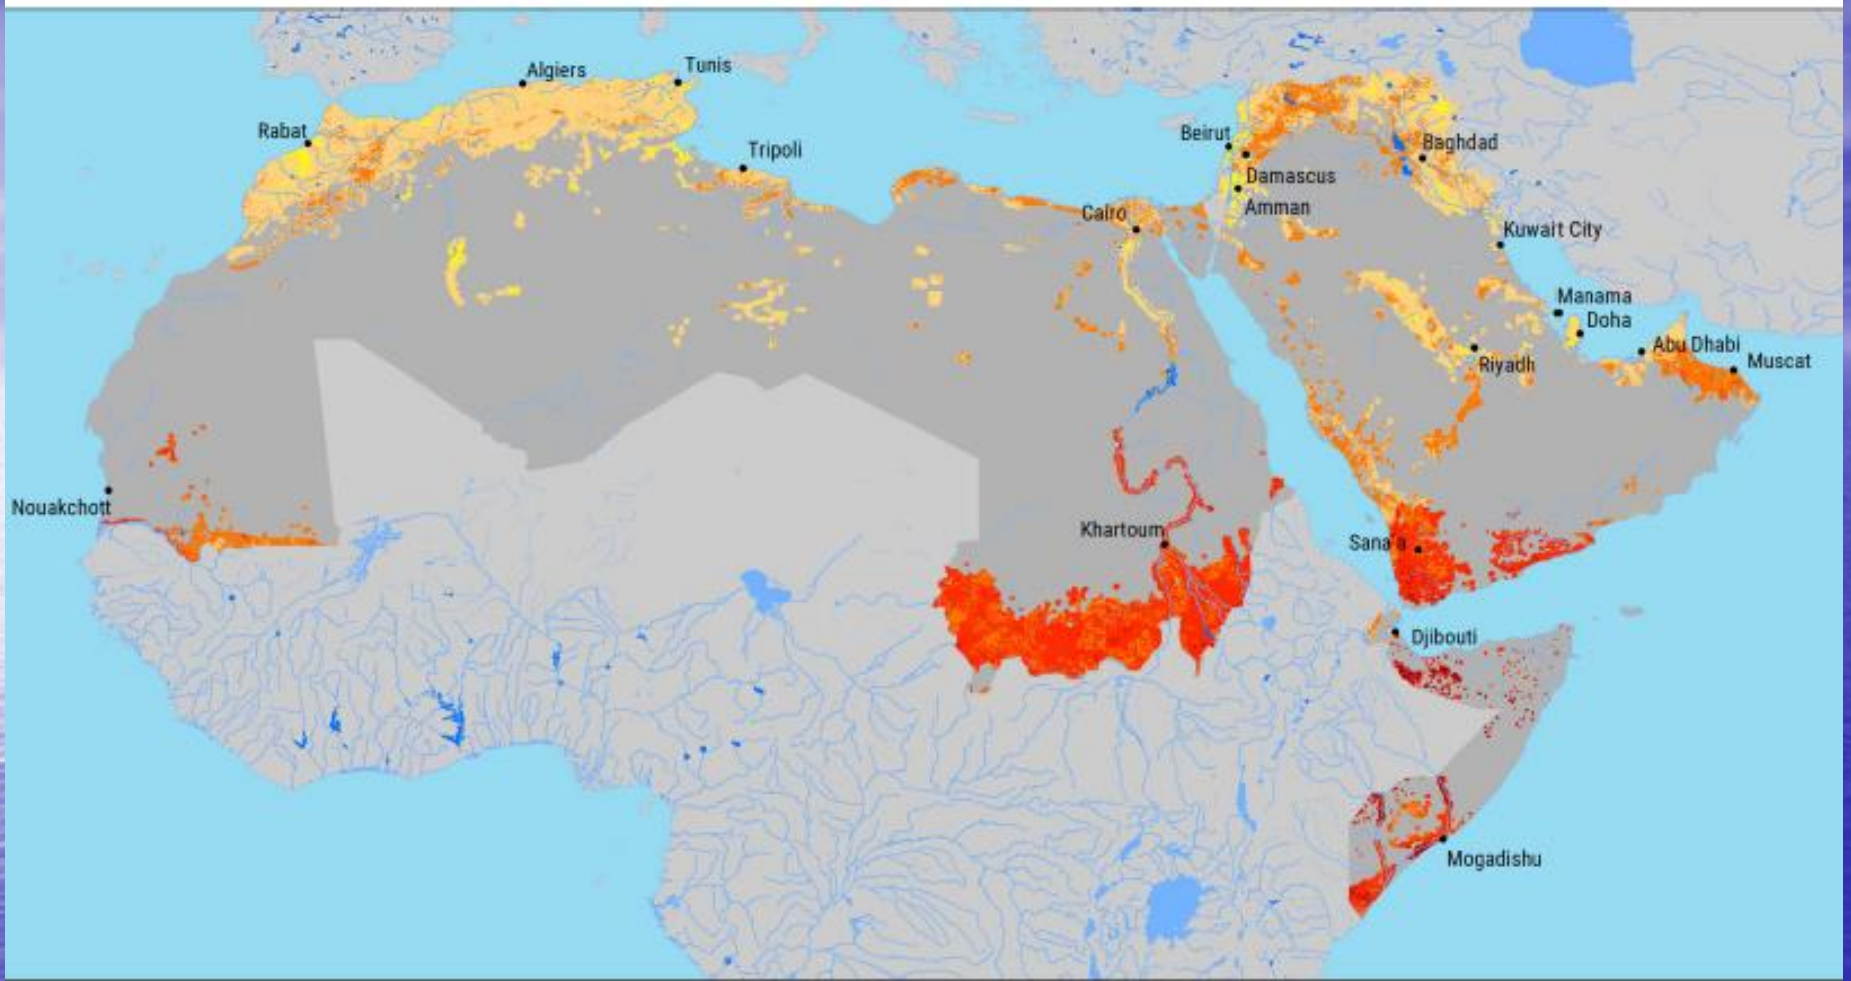 Algiers
Tunis
Rabat
Tripoli
Beirut
Baghdad
Damascus
Cairo
Amman
Kuwait City
Manama
Doha
Abu Dhabi
Muscat
Riyadh
Nouakchott
Khartoum
Sana'a
Djibouti
Mogadishu